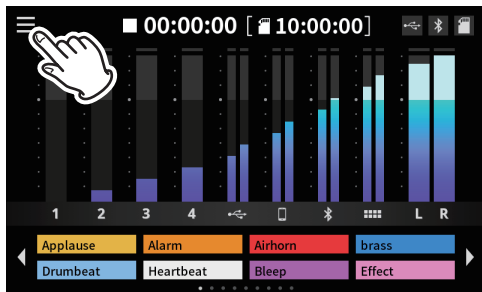 00:00:00 [10:00:00]
1 2 3 4 L R
Applause Alarm Airhorn brass
Drumbeat Heartbeat Bleep Effect